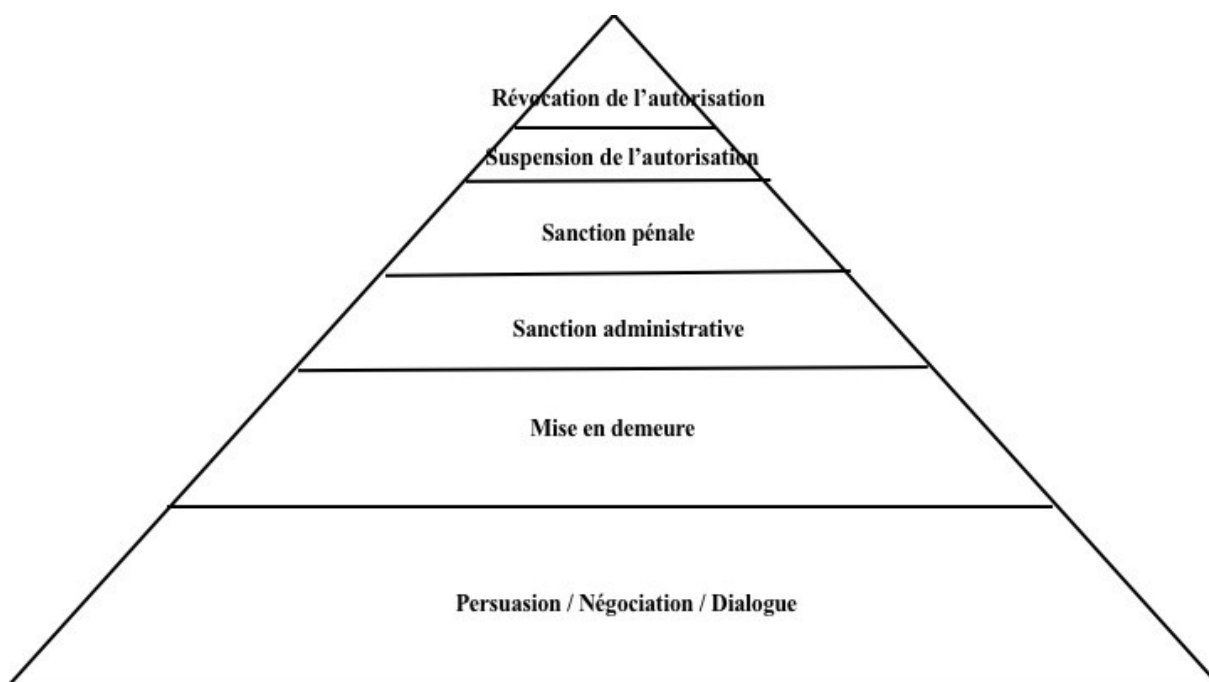 Révocation de l’autorisation
Suspension de l’autorisation
Sanction pénale
Sanction administrative
Mise en demeure
Persuasion / Négociation / Dialogue